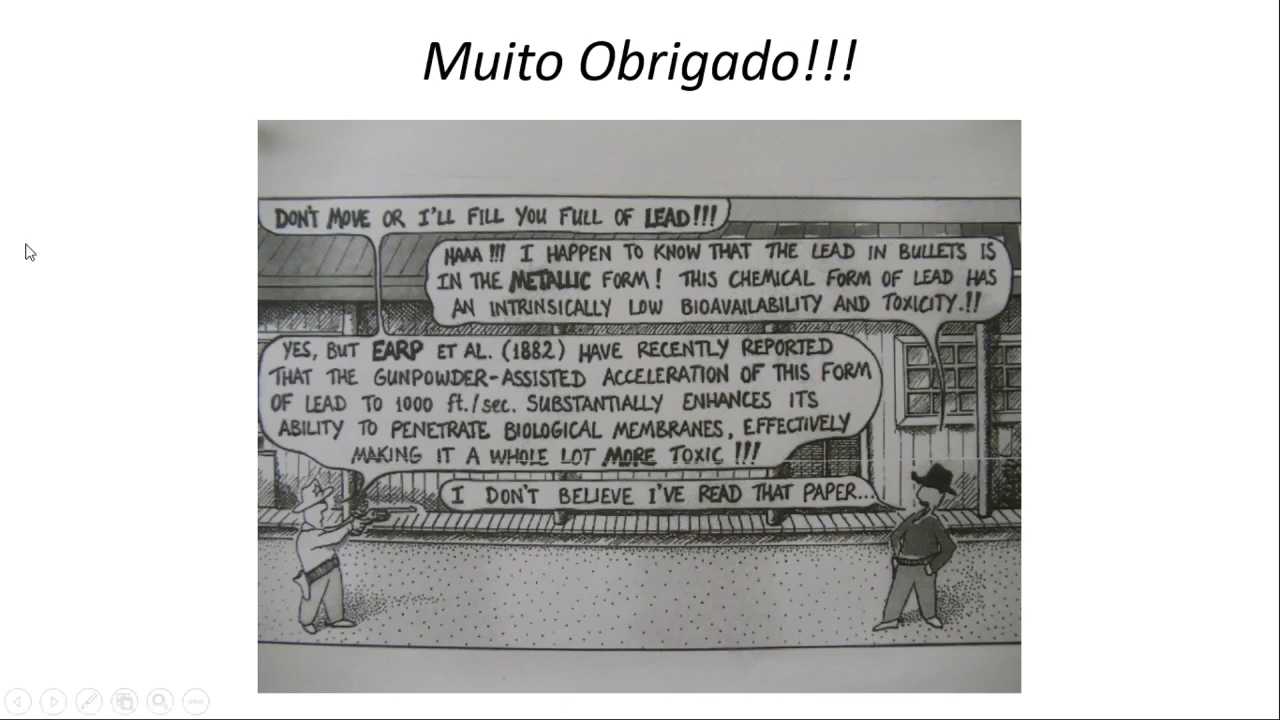 Muito Obrigado!!!
DON'T MOVE OR I'LL FILL YOU FULL OF LEAD!!!
HAAA !!! I HAPPEN TO KNOW THAT THE LEAD IN BULLETS IS
IN THE METALLIC FORM! THIS CHEMICAL FORM OF LEAD HAS
AN INTRINSICALLY LOW BIOAVAILABILITY AND TOXICITY.!!
YES, BUT EARP ET AL. (1882) HAVE RECENTLY REPORTED
THAT THE GUNPOWDER-ASSISTED ACCELERATION OF THIS FORM
OF LEAD TO 1000 ft./sec. SUBSTANTIALLY ENHANCES ITS
ABILITY TO PENETRATE BIOLOGICAL MEMBRANES, EFFECTIVELY
MAKING IT A WHOLE LOT MORE TOXIC !!!
I DON'T BELIEVE I'VE READ THAT PAPER...